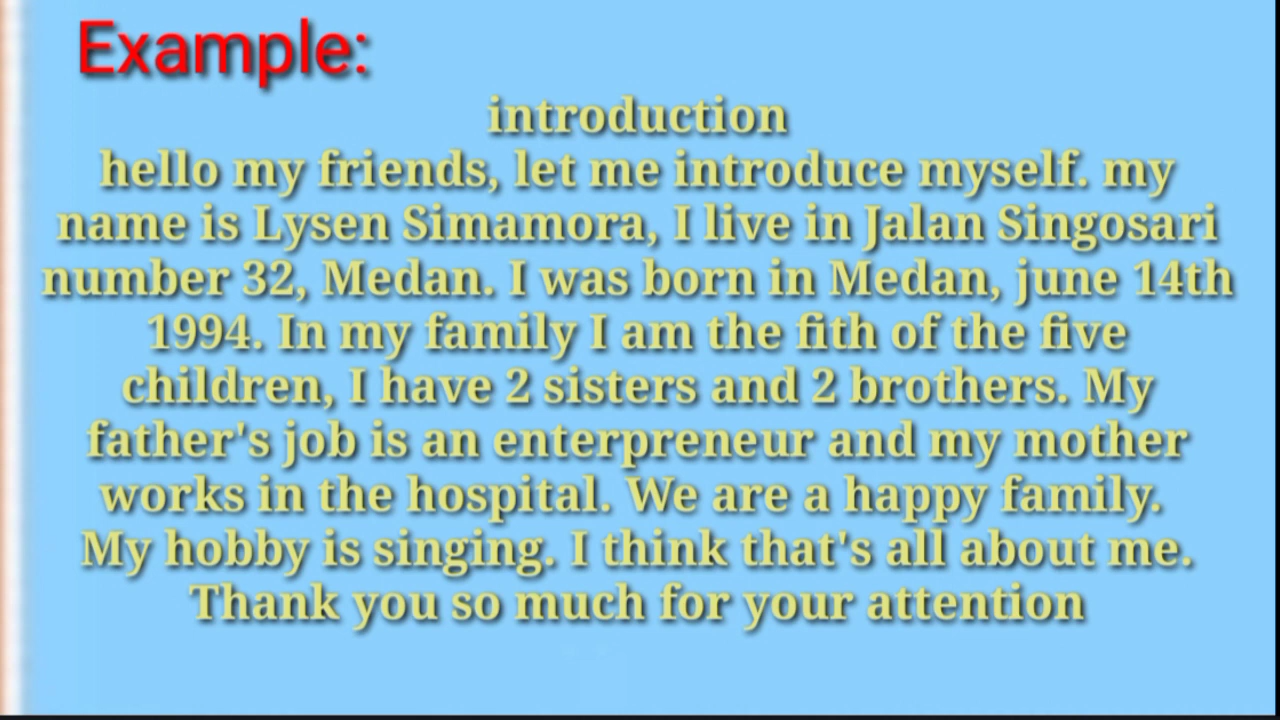 Example:
introduction
hello my friends, let me introduce myself. my
name is Lysen Simamora, I live in Jalan Singosari
number 32, Medan. I was born in Medan, june 14th
1994. In my family I am the fith of the five
children, I have 2 sisters and 2 brothers. My
father's job is an enterpreneur and my mother
works in the hospital. We are a happy family.
My hobby is singing. I think that's all about me.
Thank you so much for your attention